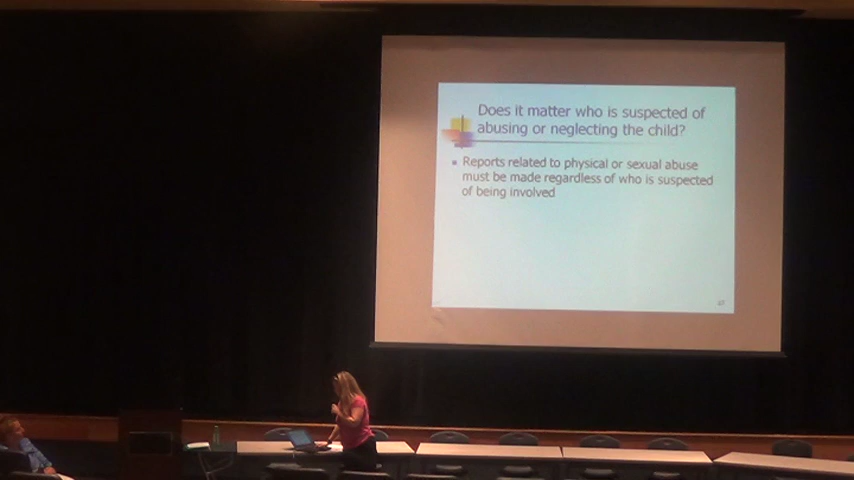 Does it matter who is suspected of
abusing or neglecting the child?
Reports related to physical or sexual abuse
must be made regardless of who is suspected
of being involved